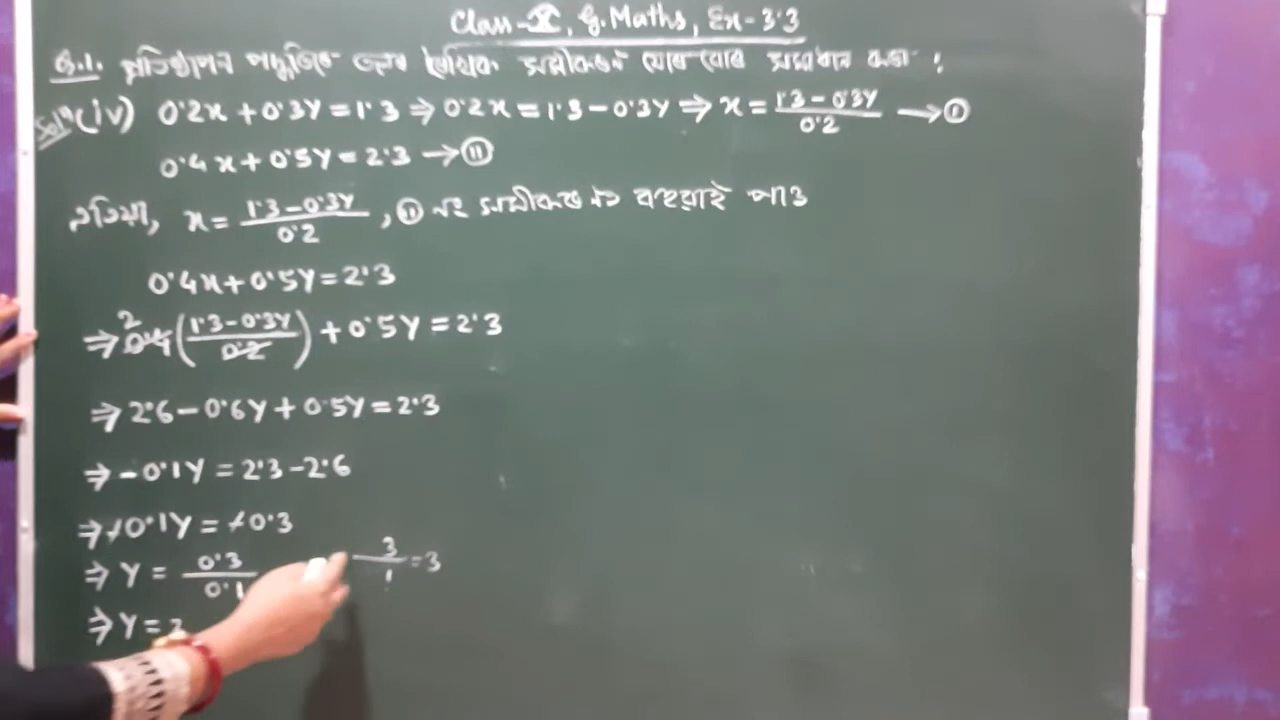 Class-X, G.Maths, Ex-3.3
Q.1. প্রতিস্থাপন পদ্ধতিৰে তলৰ ৰৈখিক সমীকৰণ যোৰবোৰ সমাধান কৰা :
Solⁿ (iv) 0.2x + 0.3y = 1.3 ⇒ 0.2x = 1.3 - 0.3y ⇒ x = (1.3 - 0.3y)/0.2 → (i)
0.4x + 0.5y = 2.3 → (ii)
এতিয়া, x = (1.3 - 0.3y)/0.2, (ii) নং সমীকৰণত বহুৱাই পাওঁ
0.4x + 0.5y = 2.3
⇒ 0.4 2 ((1.3 - 0.3y)/0.2) + 0.5y = 2.3
⇒ 2.6 - 0.6y + 0.5y = 2.3
⇒ -0.1y = 2.3 - 2.6
⇒ -0.1y = -0.3
⇒ y = 0.3/0.1 3/1 = 3
⇒ y =